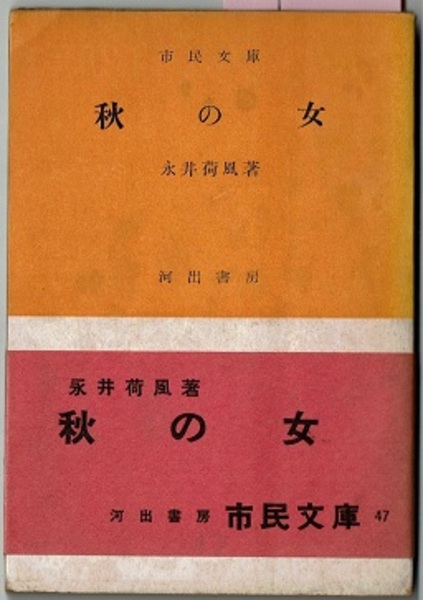 市民文庫
秋の女
永井荷風著
河出書房
永井荷風著
秋の女
河出書房 市民文庫 47